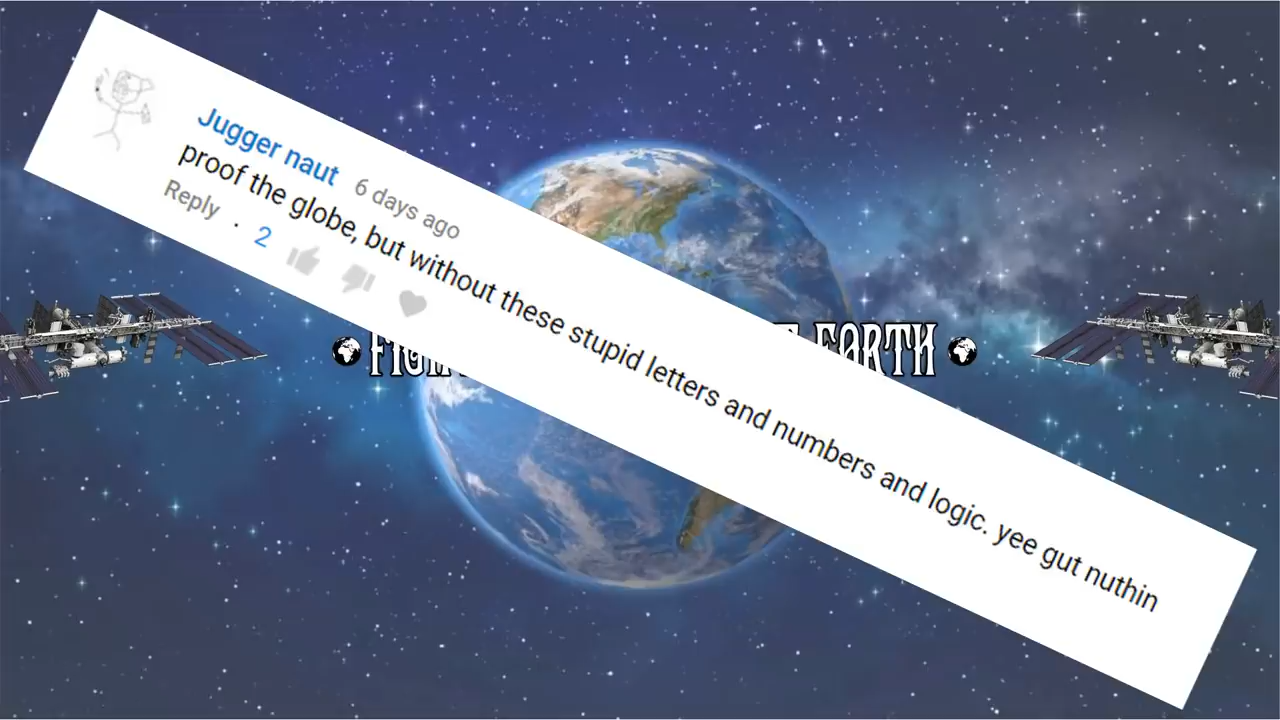 Jugger naut 6 days ago
proof the globe, but without these stupid letters and numbers and logic. yee gut nuthin
Reply . 2
EARTH